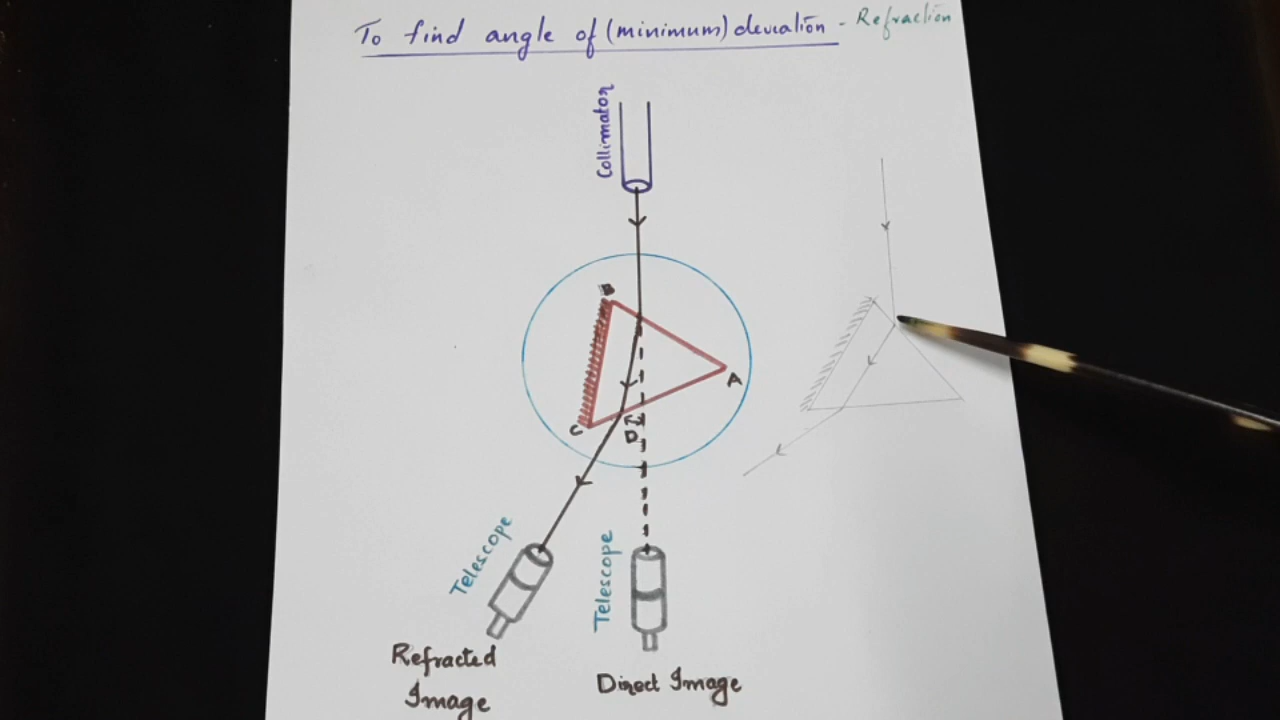 To find angle of (minimum) deviation - Refraction
Collimator
B
A
C
D
Telescope
Telescope
Refracted
Image
Direct Image